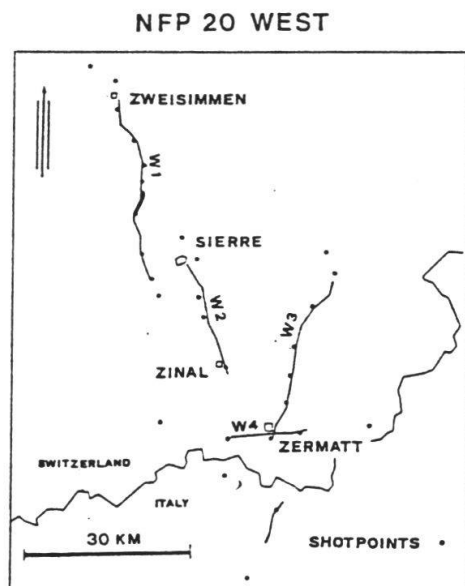 NFP 20 WEST
ZWEISIMMEN
W1
SIERRE
W2
W3
ZINAL
W4
ZERMATT
SWITZERLAND
ITALY
30 KM
SHOTPOINTS